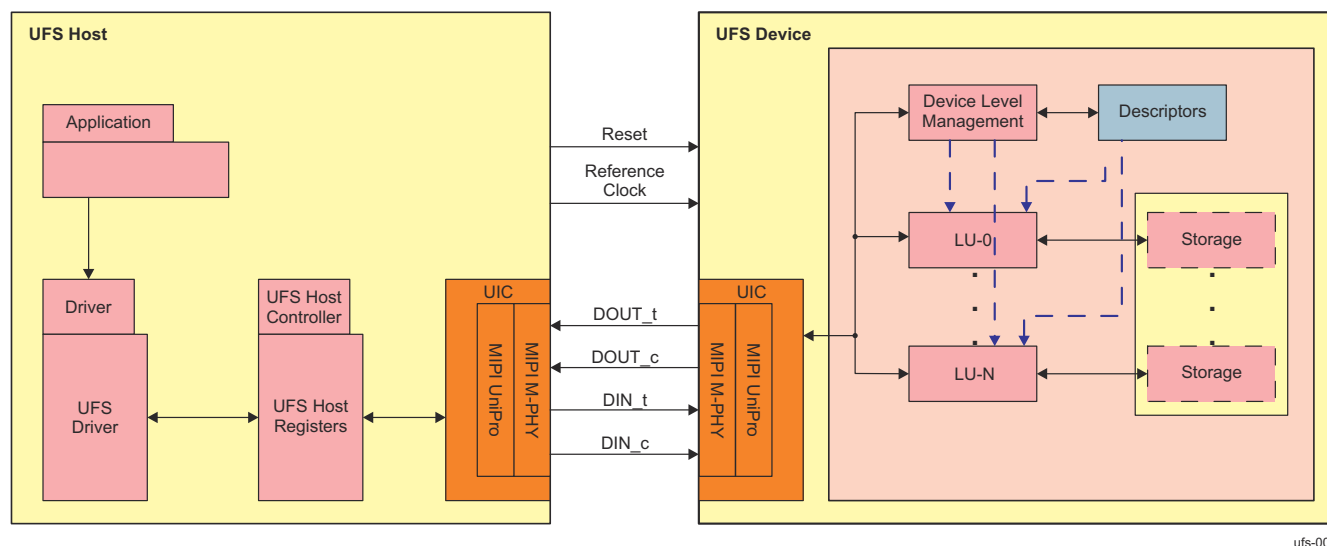 UFS Host
Application
Driver
UFS
Driver
UFS Host
Controller
UFS Host
Registers
UIC
MIPI UniPro
MIPI M-PHY
Reset
Reference
Clock
DOUT_t
DOUT_c
DIN_t
DIN_c
UFS Device
UIC
MIPI M-PHY
MIPI UniPro
Device Level
Management
Descriptors
LU-0
Storage
LU-N
Storage